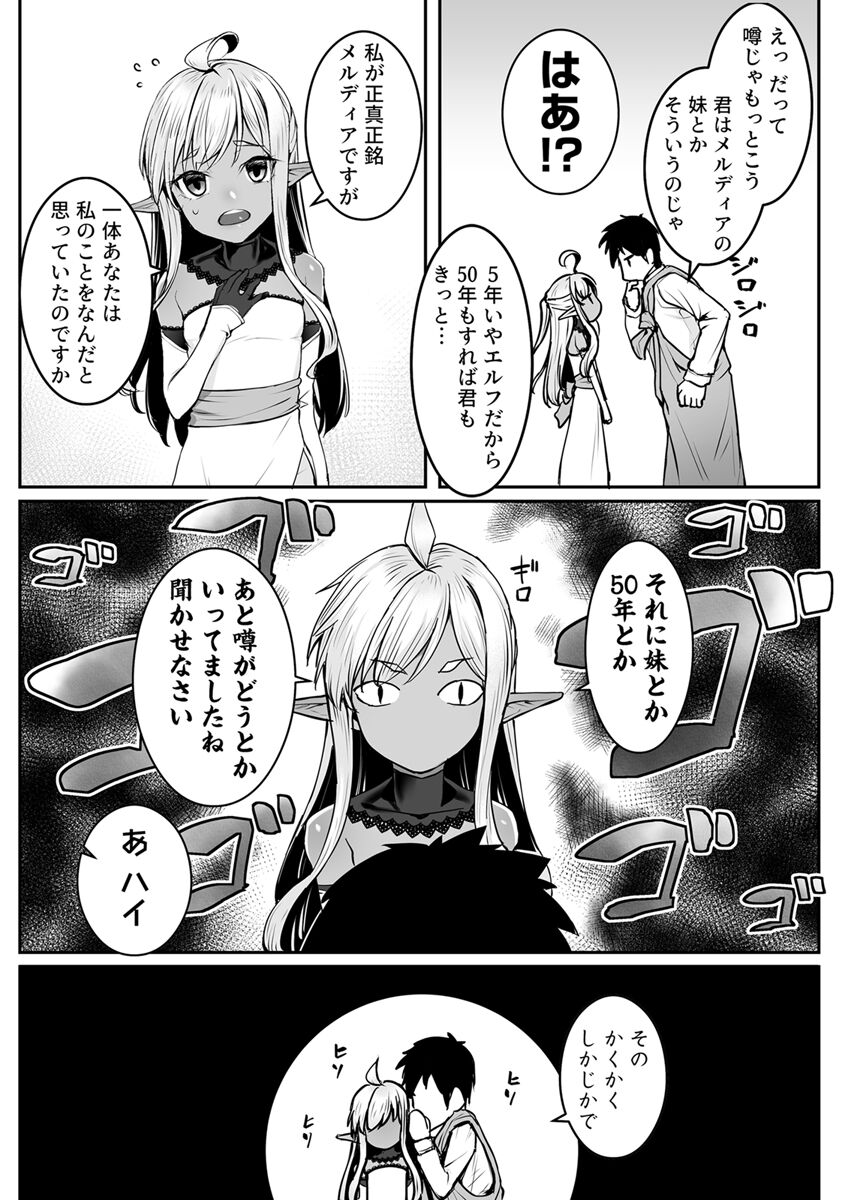 えっ だって
噂じゃもっとこう
君はメルディアの
妹とか
そういうのじゃ
はあ!?
ジロ
ジロ
5年いやエルフだから
50年もすれば君も
きっと…
私が正真正銘
メルディアですが
一体あなたは
私のことをなんだと
思っていたのですか
ゴゴゴ
それに妹とか
50年とか
ギロ
あと噂がどうとか
いってましたね
聞かせなさい
ゴゴゴ
あ ハイ
その
かくかく
しかじかで
ヒソ
ヒソ
ヒソ